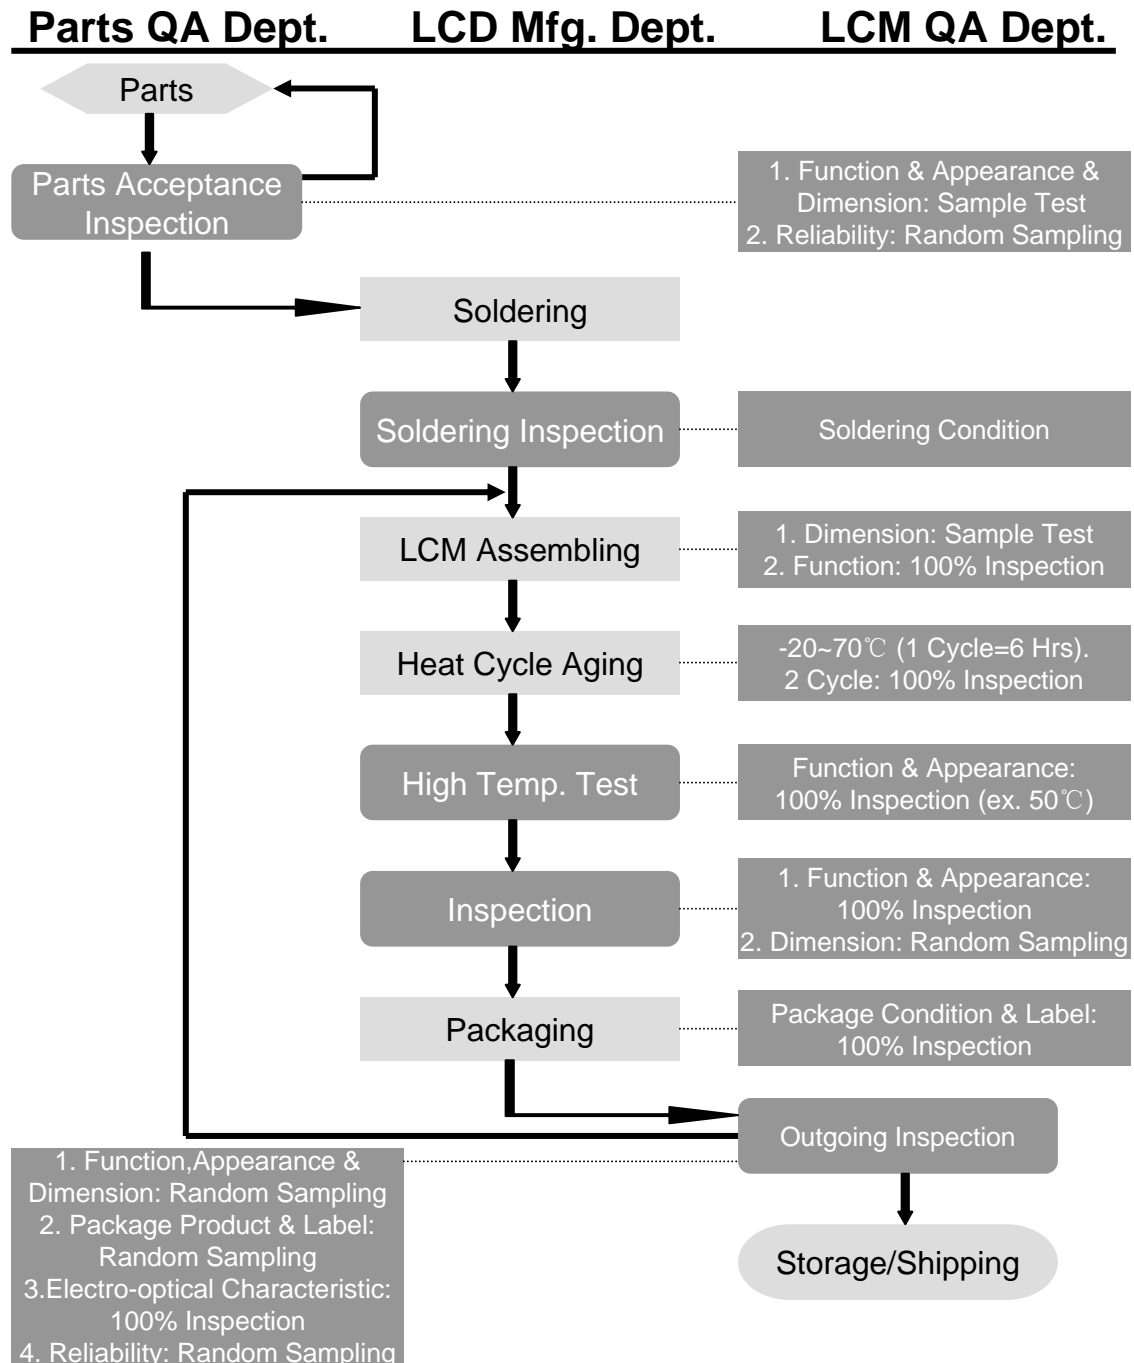 Parts QA Dept.
LCD Mfg. Dept.
LCM QA Dept.
Parts
Parts Acceptance
Inspection
1. Function & Appearance &
Dimension: Sample Test
2. Reliability: Random Sampling
Soldering
Soldering Inspection
Soldering Condition
LCM Assembling
1. Dimension: Sample Test
2. Function: 100% Inspection
Heat Cycle Aging
-20~70℃ (1 Cycle=6 Hrs).
2 Cycle: 100% Inspection
High Temp. Test
Function & Appearance:
100% Inspection (ex. 50℃)
Inspection
1. Function & Appearance:
100% Inspection
2. Dimension: Random Sampling
Packaging
Package Condition & Label:
100% Inspection
Outgoing Inspection
1. Function,Appearance &
Dimension: Random Sampling
2. Package Product & Label:
Random Sampling
3.Electro-optical Characteristic:
100% Inspection
4. Reliability: Random Sampling
Storage/Shipping